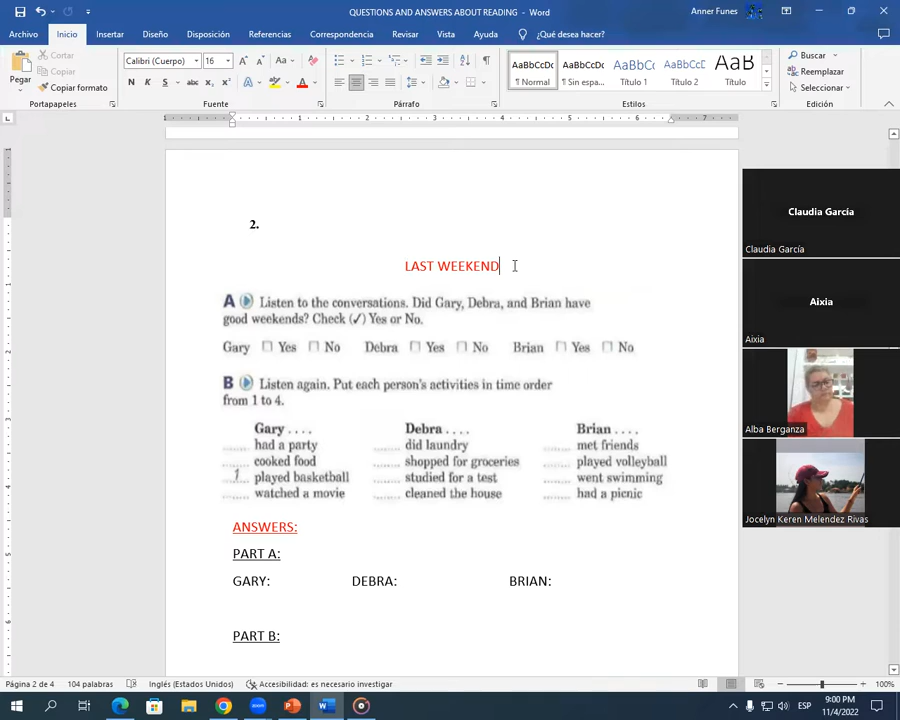 QUESTIONS AND ANSWERS ABOUT READING - Word
Anner Funes
Archivo Inicio Insertar Diseño Disposición Referencias Correspondencia Revisar Vista Ayuda ¿Qué desea hacer?
Pegar
Cortar
Copiar
Copiar formato
Portapapeles
Calibri (Cuerpo) 16
N K S
Fuente
Párrafo
AaBbCcDc AaBbCcDc AaBbCc AaBbCcD AaB
¶ Normal ¶ Sin espa... Título 1 Título 2 Título
Estilos
Buscar
Reemplazar
Seleccionar
Edición
2.
LAST WEEKEND
A Listen to the conversations. Did Gary, Debra, and Brian have
good weekends? Check (✓) Yes or No.
Gary Yes No Debra Yes No Brian Yes No
B Listen again. Put each person's activities in time order
from 1 to 4.
Gary . . . .
had a party
cooked food
1 played basketball
watched a movie
Debra . . . .
did laundry
shopped for groceries
studied for a test
cleaned the house
Brian . . . .
met friends
played volleyball
went swimming
had a picnic
ANSWERS:
PART A:
GARY: DEBRA: BRIAN:
PART B:
Claudia García
Claudia García
Aixia
Aixia
Alba Berganza
Jocelyn Keren Melendez Rivas
Página 2 de 4 104 palabras Inglés (Estados Unidos) Accesibilidad: es necesario investigar 100%
ESP
9:00 PM
11/4/2022